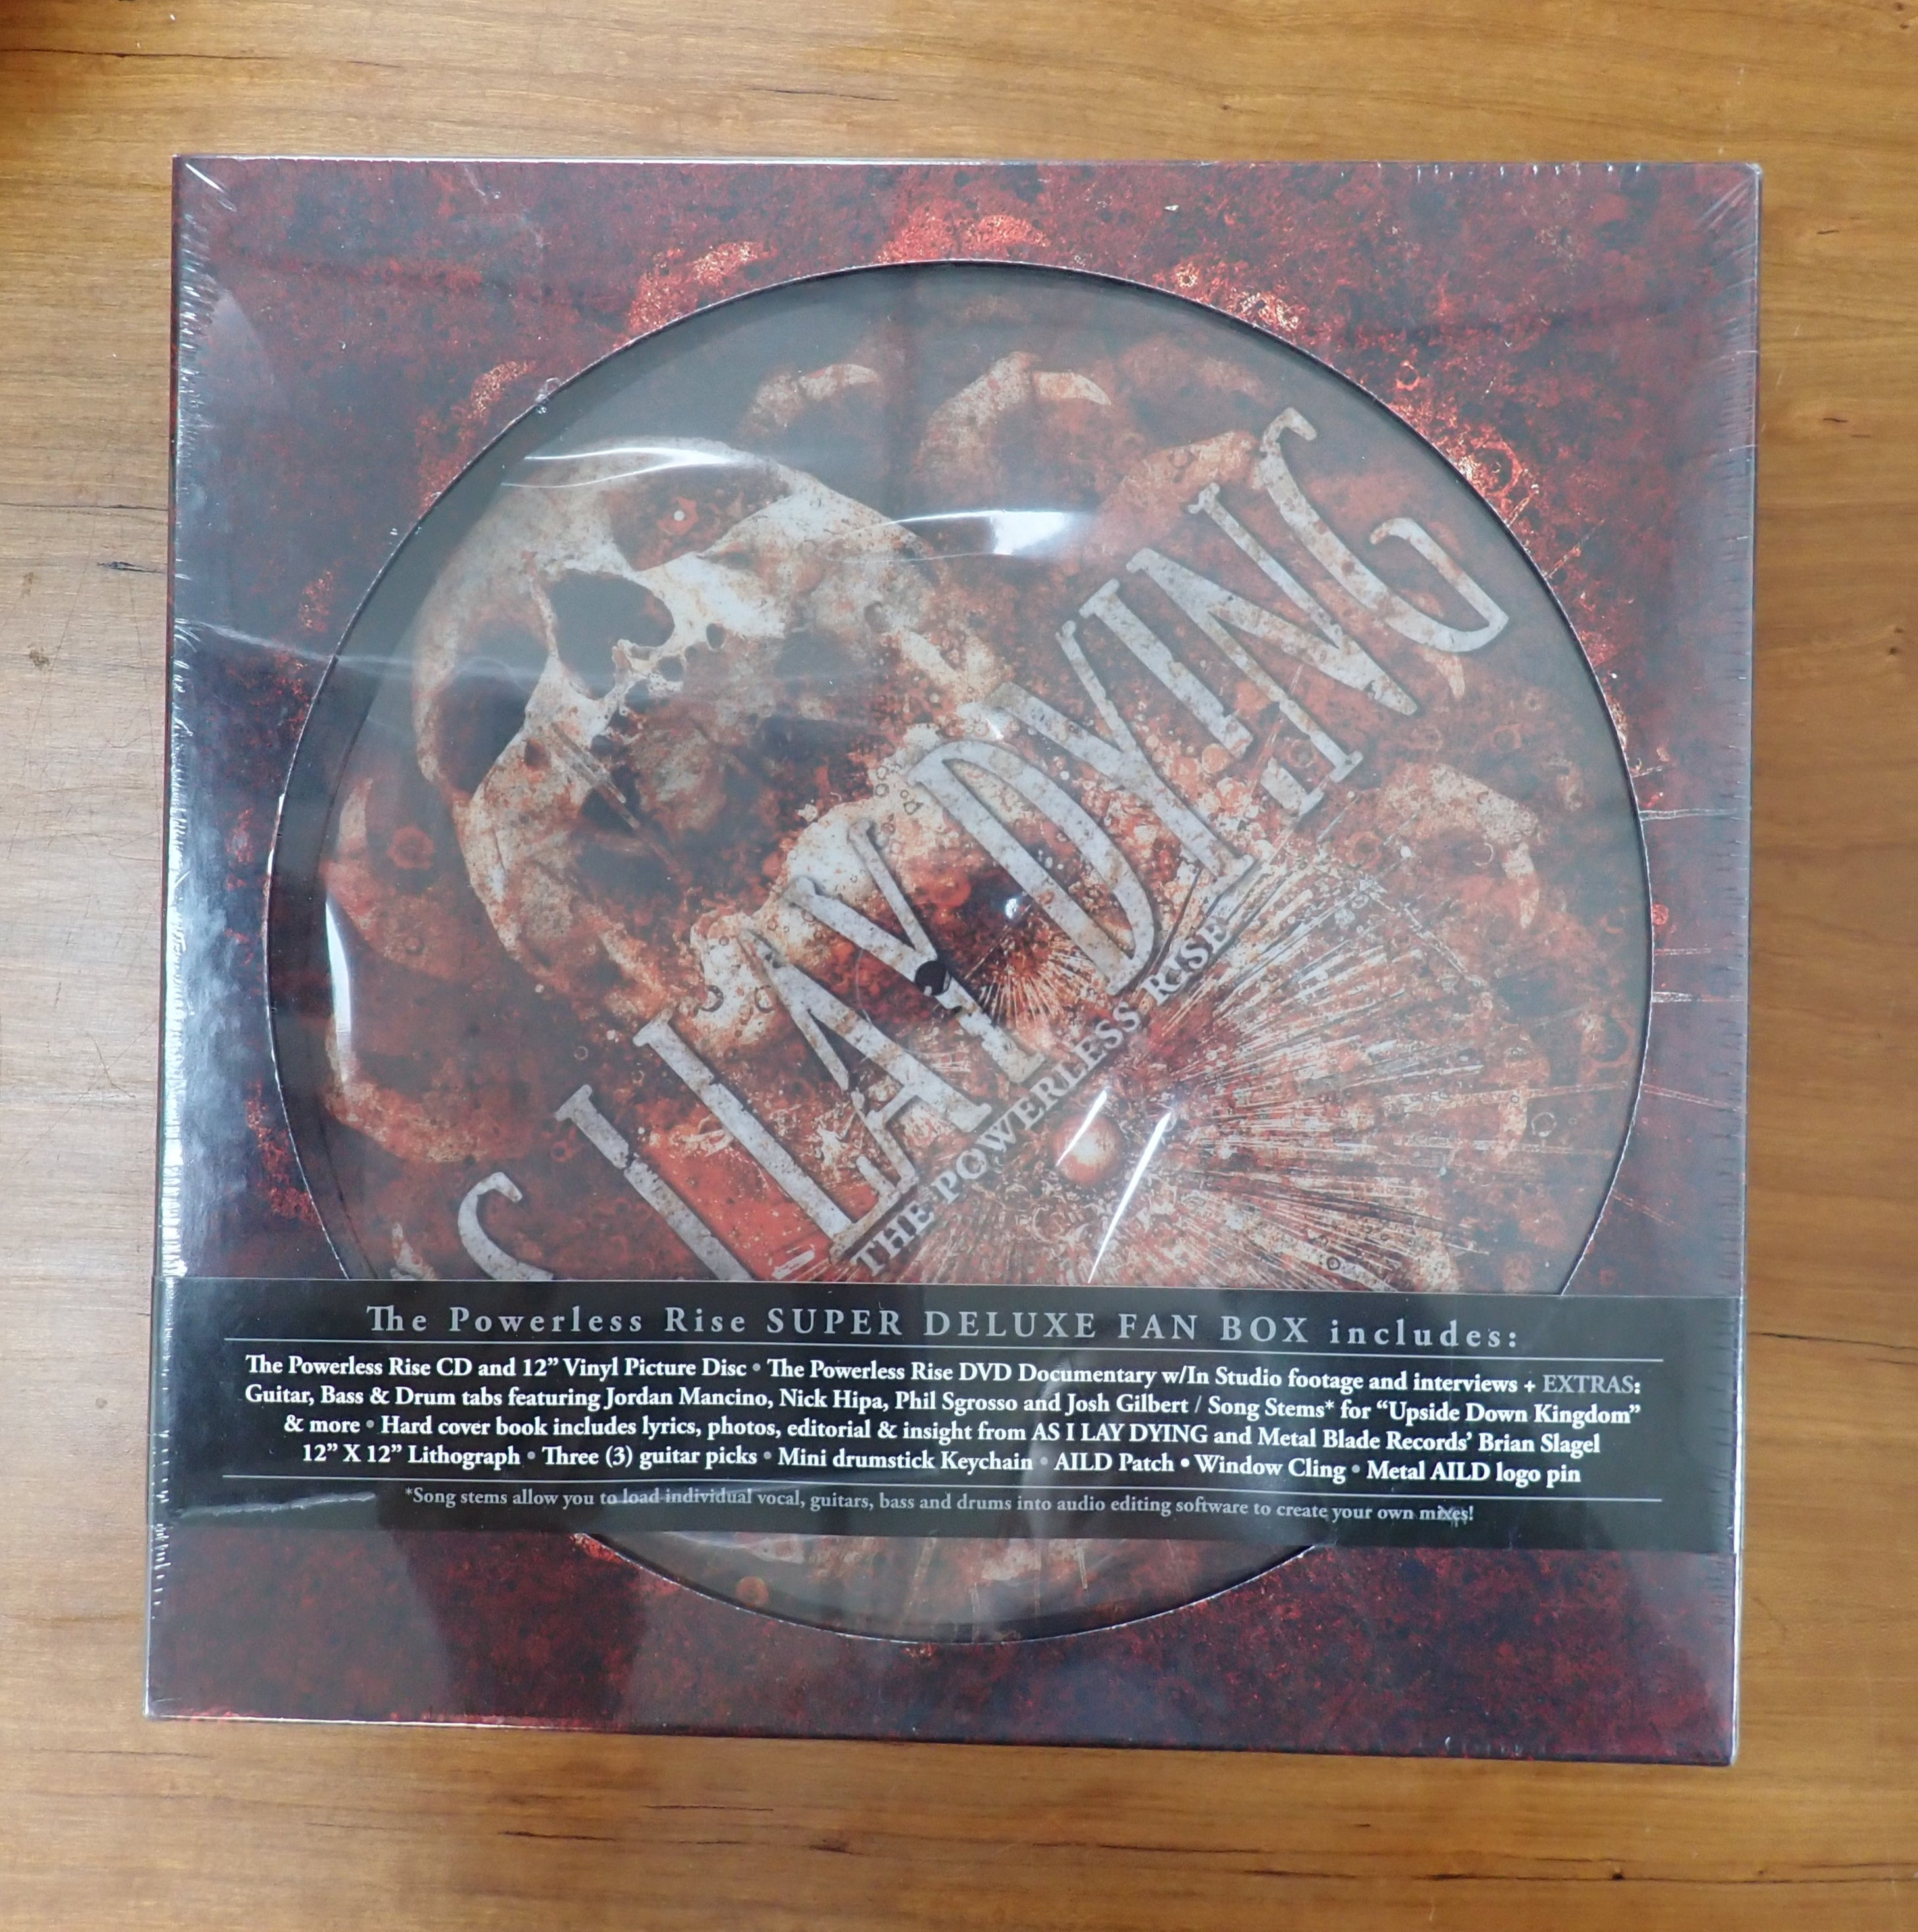 S I LAY DYING
THE POWERLESS RISE
The Powerless Rise SUPER DELUXE FAN BOX includes:
The Powerless Rise CD and 12” Vinyl Picture Disc • The Powerless Rise DVD Documentary w/In Studio footage and interviews + EXTRAS:
Guitar, Bass & Drum tabs featuring Jordan Mancino, Nick Hipa, Phil Sgrosso and Josh Gilbert / Song Stems* for “Upside Down Kingdom”
& more • Hard cover book includes lyrics, photos, editorial & insight from AS I LAY DYING and Metal Blade Records’ Brian Slagel
12” X 12” Lithograph • Three (3) guitar picks • Mini drumstick Keychain • AILD Patch • Window Cling • Metal AILD logo pin
*Song stems allow you to load individual vocal, guitars, bass and drums into audio editing software to create your own mixes!